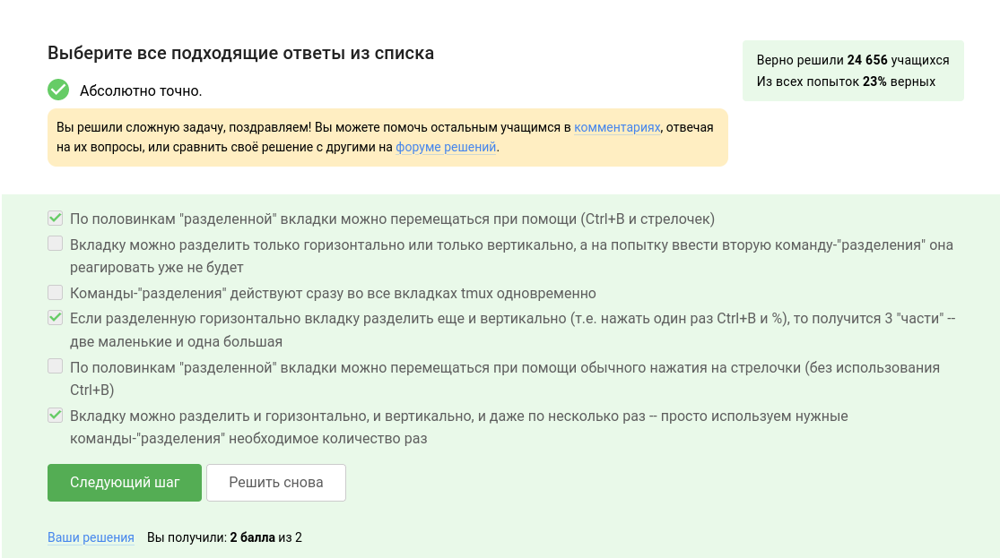 Выберите все подходящие ответы из списка
Верно решили 24 656 учащихся
Из всех попыток 23% верных
Абсолютно точно.
Вы решили сложную задачу, поздравляем! Вы можете помочь остальным учащимся в комментариях, отвечая
на их вопросы, или сравнить своё решение с другими на форуме решений.
По половинкам "разделенной" вкладки можно перемещаться при помощи (Ctrl+B и стрелочек)
Вкладку можно разделить только горизонтально или только вертикально, а на попытку ввести вторую команду-"разделения" она
реагировать уже не будет
Команды-"разделения" действуют сразу во все вкладках tmux одновременно
Если разделенную горизонтально вкладку разделить еще и вертикально (т.е. нажать один раз Ctrl+B и %), то получится 3 "части" --
две маленькие и одна большая
По половинкам "разделенной" вкладки можно перемещаться при помощи обычного нажатия на стрелочки (без использования
Ctrl+B)
Вкладку можно разделить и горизонтально, и вертикально, и даже по несколько раз -- просто используем нужные
команды-"разделения" необходимое количество раз
Следующий шаг
Решить снова
Ваши решения Вы получили: 2 балла из 2